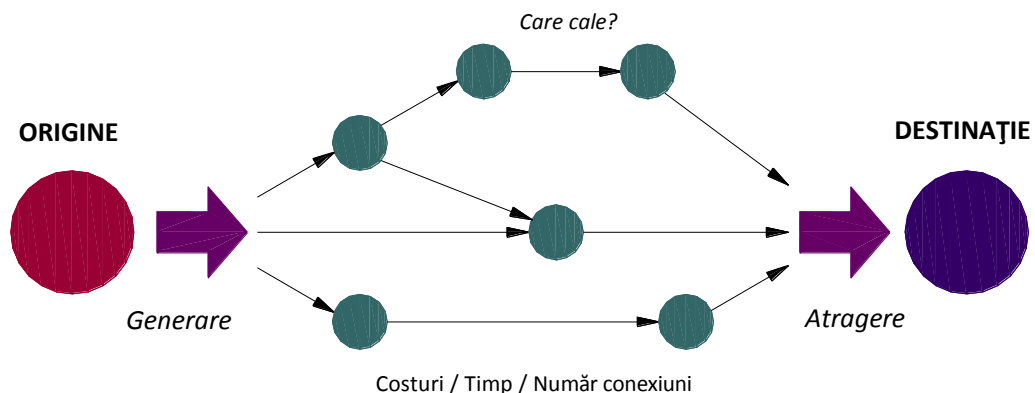 Care cale?
ORIGINE
DESTINAŢIE
Generare
Atragere
Costuri / Timp / Număr conexiuni